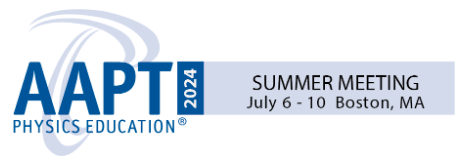 AAPT 2024
PHYSICS EDUCATION®
SUMMER MEETING
July 6 - 10 Boston, MA